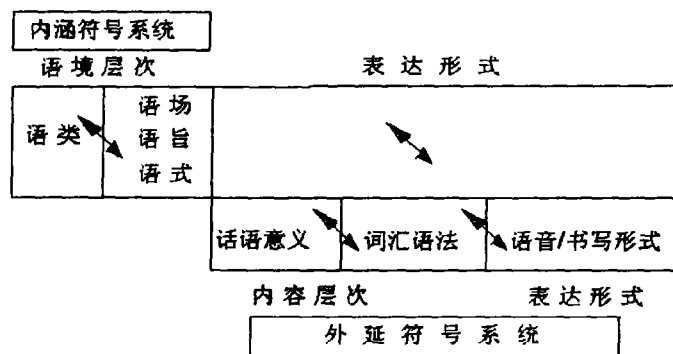 内涵符号系统
语境层次 表达形式
语场
语类 语旨
语式
话语意义 词汇语法 语音/书写形式
内容层次 表达形式
外延符号系统